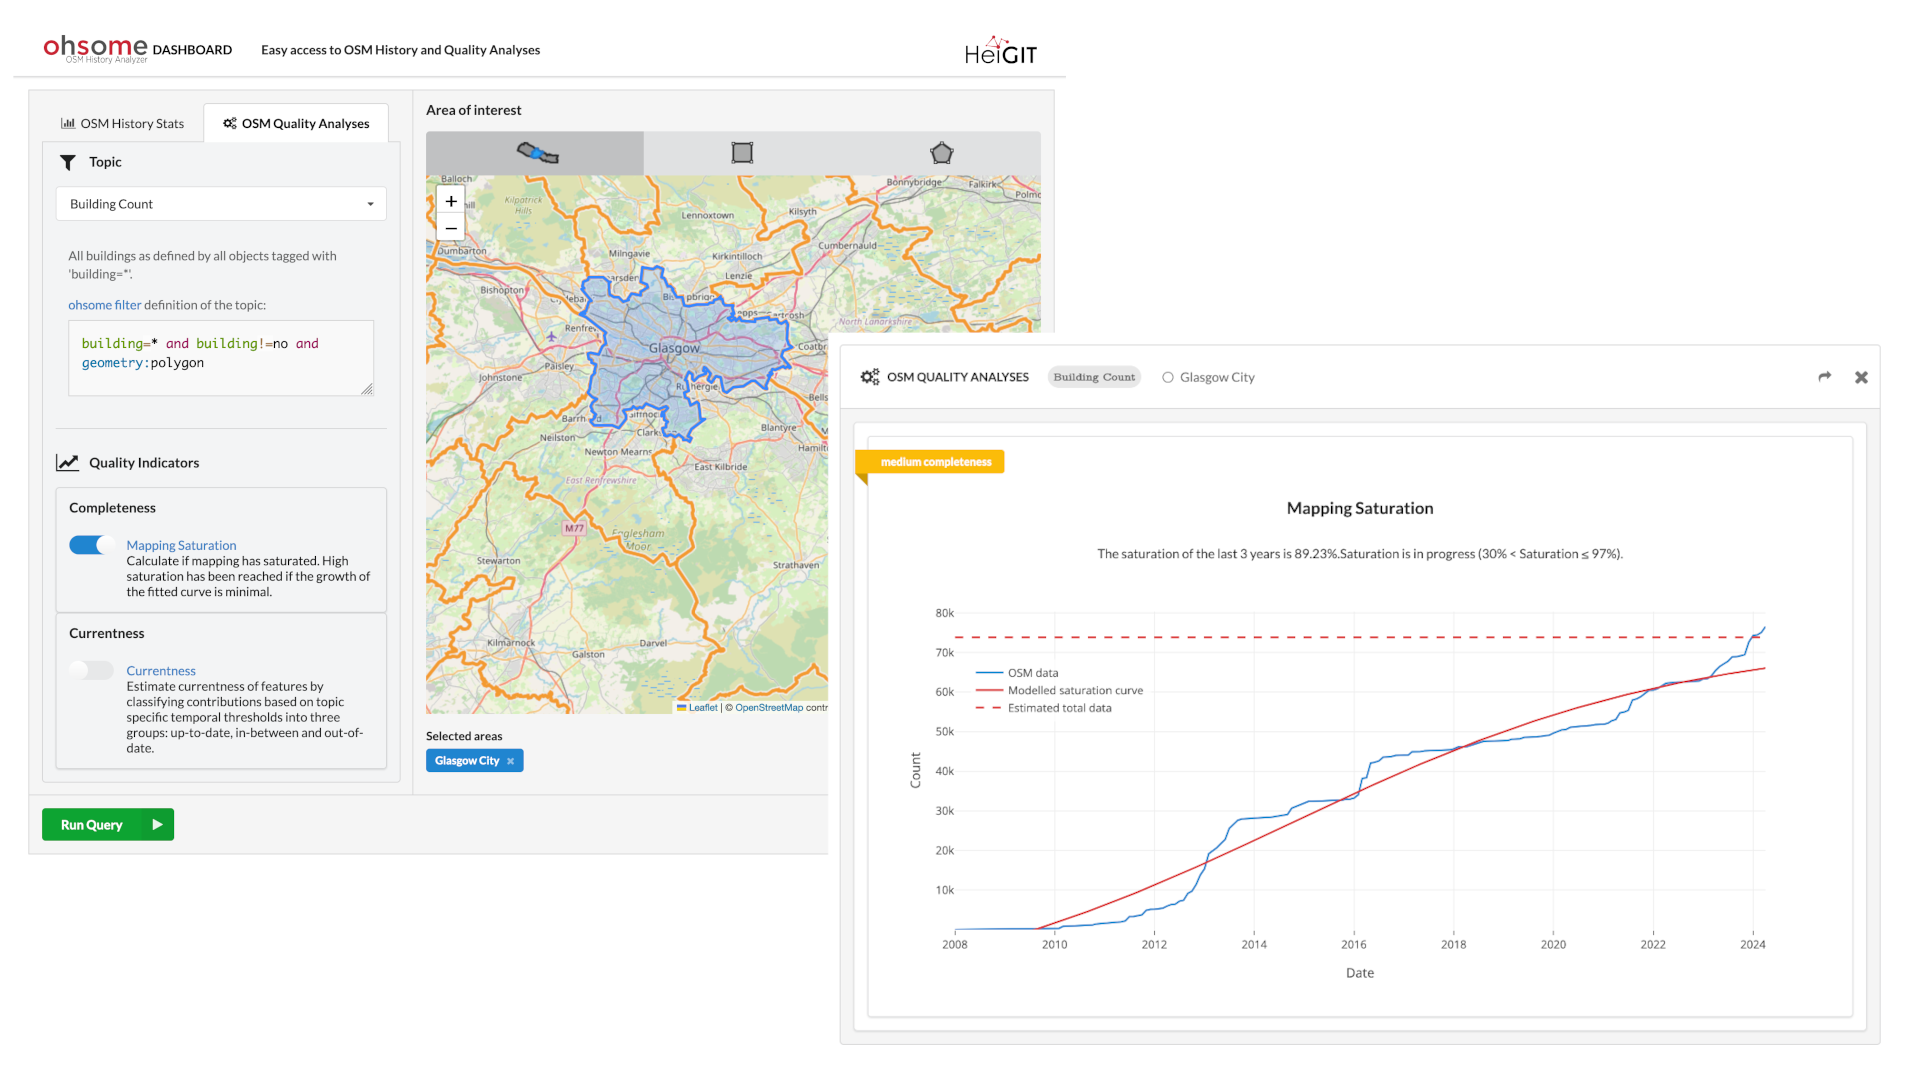 ohsome DASHBOARD
OSM History Analyzer
Easy access to OSM History and Quality Analyses
HeiGIT
OSM History Stats
OSM Quality Analyses
Topic
Building Count
All buildings as defined by all objects tagged with
'building=*'.
ohsome filter definition of the topic:
building=* and building!=no and
geometry:polygon
Quality Indicators
Completeness
Mapping Saturation
Calculate if mapping has saturated. High
saturation has been reached if the growth of
the fitted curve is minimal.
Currentness
Currentness
Estimate currentness of features by
classifying contributions based on topic
specific temporal thresholds into three
groups: up-to-date, in-between and out-of-
date.
Run Query
Area of interest
+
−
Balloch
Kilpatrick
Hills
Lennoxtown
Kilsyth
Bonnybridge
Falkirk
Dumbarton
Milngavie
Kirkintilloch
Cumbernauld
Lenzie
Bishopton
North Lanarkshire
Renfre
Glasgow
Coatbr
Paisley
Johnstone
Barrh
Clark
Neilston
Newton Mearns
Blantyre
Hamilt
Bells
East Kilbride
East Renfrewshire
M77
Eaglesham
Moor
Stewarton
Strathaven
Kilmarnock
Darvel
Galston
Leaflet | © OpenStreetMap contr
Selected areas
Glasgow City ×
OSM QUALITY ANALYSES
Building Count
Glasgow City
medium completeness
Mapping Saturation
The saturation of the last 3 years is 89.23%.Saturation is in progress (30% < Saturation ≤ 97%).
80k
70k
60k
50k
40k
30k
20k
10k
Count
OSM data
Modelled saturation curve
Estimated total data
2008
2010
2012
2014
2016
2018
2020
2022
2024
Date